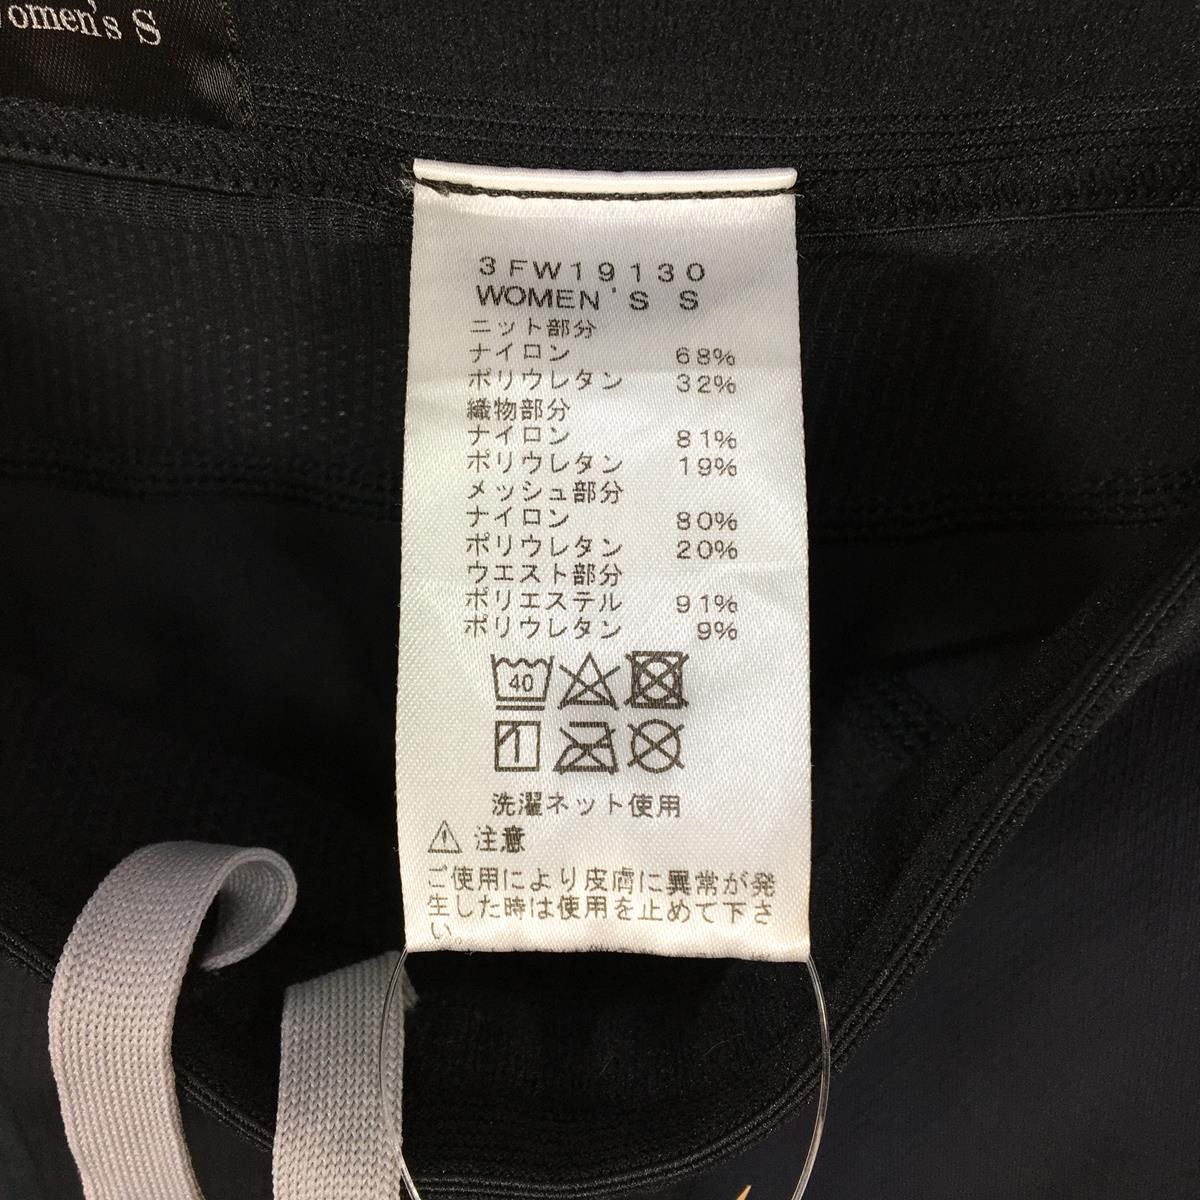 omen's S
3FW19130
WOMEN'S S
ニット部分
ナイロン 68%
ポリウレタン 32%
織物部分
ナイロン 81%
ポリウレタン 19%
メッシュ部分
ナイロン 80%
ポリウレタン 20%
ウエスト部分
ポリエステル 91%
ポリウレタン 9%
40
洗濯ネット使用
注意
ご使用により皮膚に異常が発
生した時は使用を止めて下さ
い。